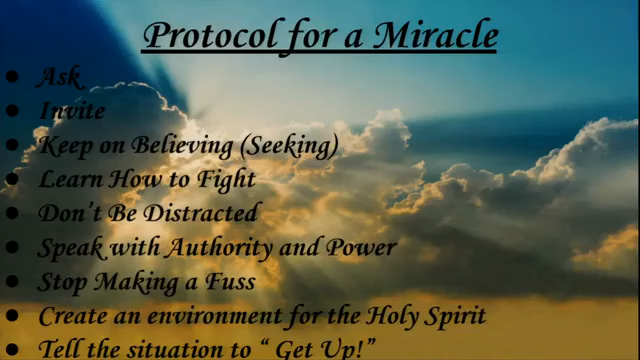 Protocol for a Miracle
● Ask
● Invite
● Keep on Believing (Seeking)
● Learn How to Fight
● Don’t Be Distracted
● Speak with Authority and Power
● Stop Making a Fuss
● Create an environment for the Holy Spirit
● Tell the situation to “ Get Up!”